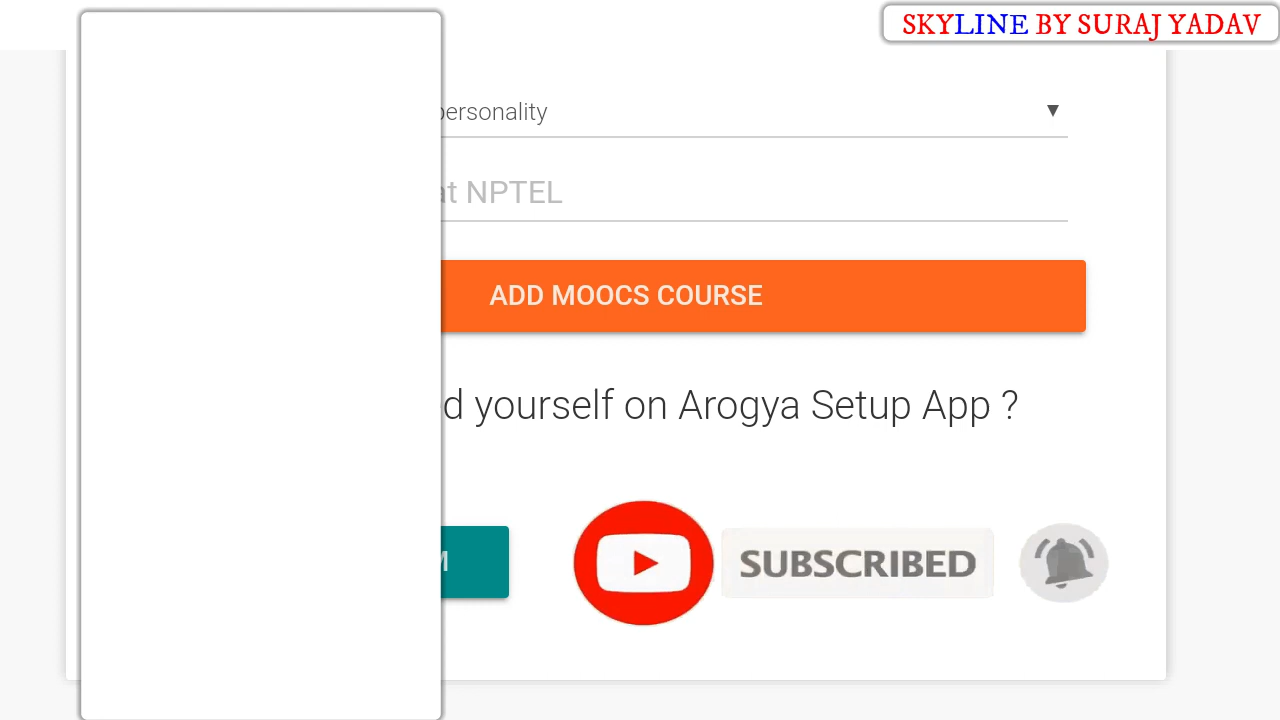 SKYLINE BY SURAJ YADAV
personality
at NPTEL
ADD MOOCS COURSE
yourself on Arogya Setup App ?
SUBSCRIBED